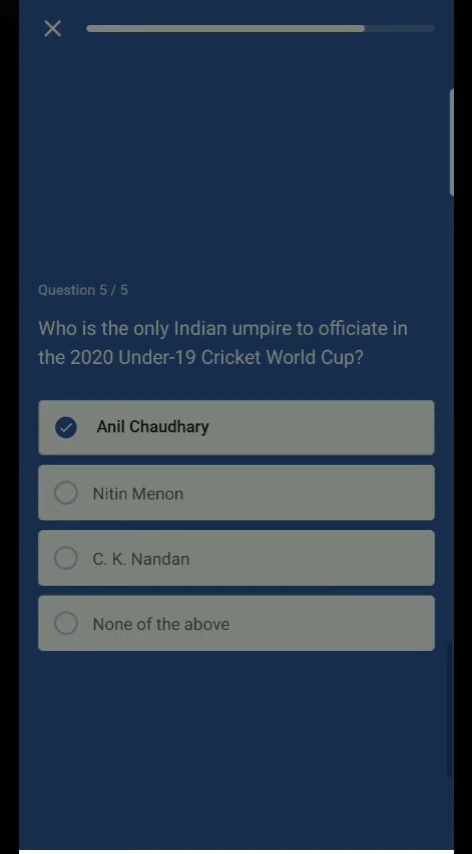 Question 5 / 5
Who is the only Indian umpire to officiate in
the 2020 Under-19 Cricket World Cup?
Anil Chaudhary
Nitin Menon
C. K. Nandan
None of the above